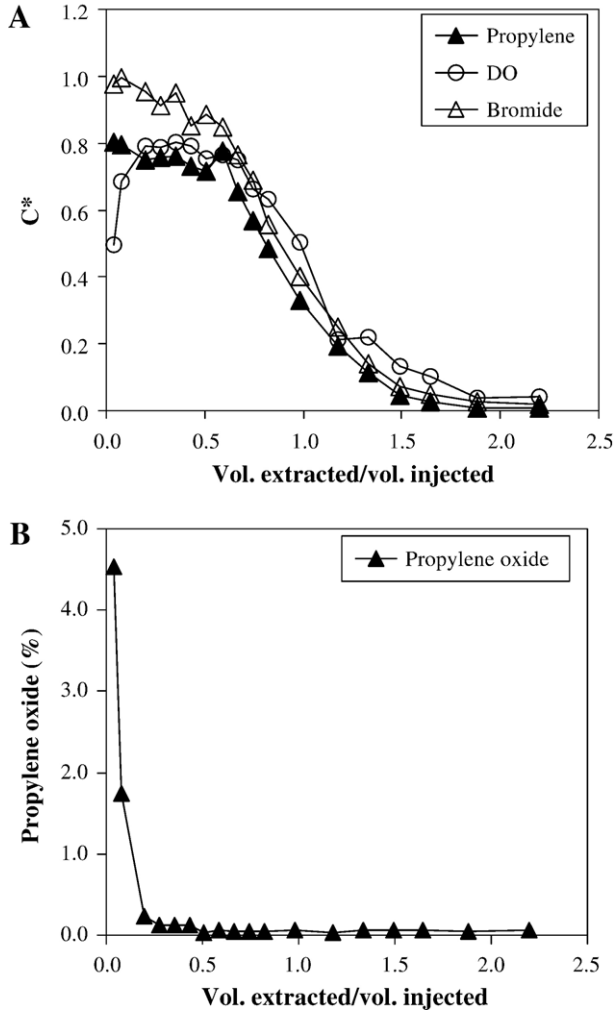 A
1.2
1.0
0.8
0.6
0.4
0.2
0.0
C*
Propylene
DO
Bromide
0.0 0.5 1.0 1.5 2.0 2.5
Vol. extracted/vol. injected
B
5.0
4.0
3.0
2.0
1.0
0.0
Propylene oxide (%)
Propylene oxide
0.0 0.5 1.0 1.5 2.0 2.5
Vol. extracted/vol. injected